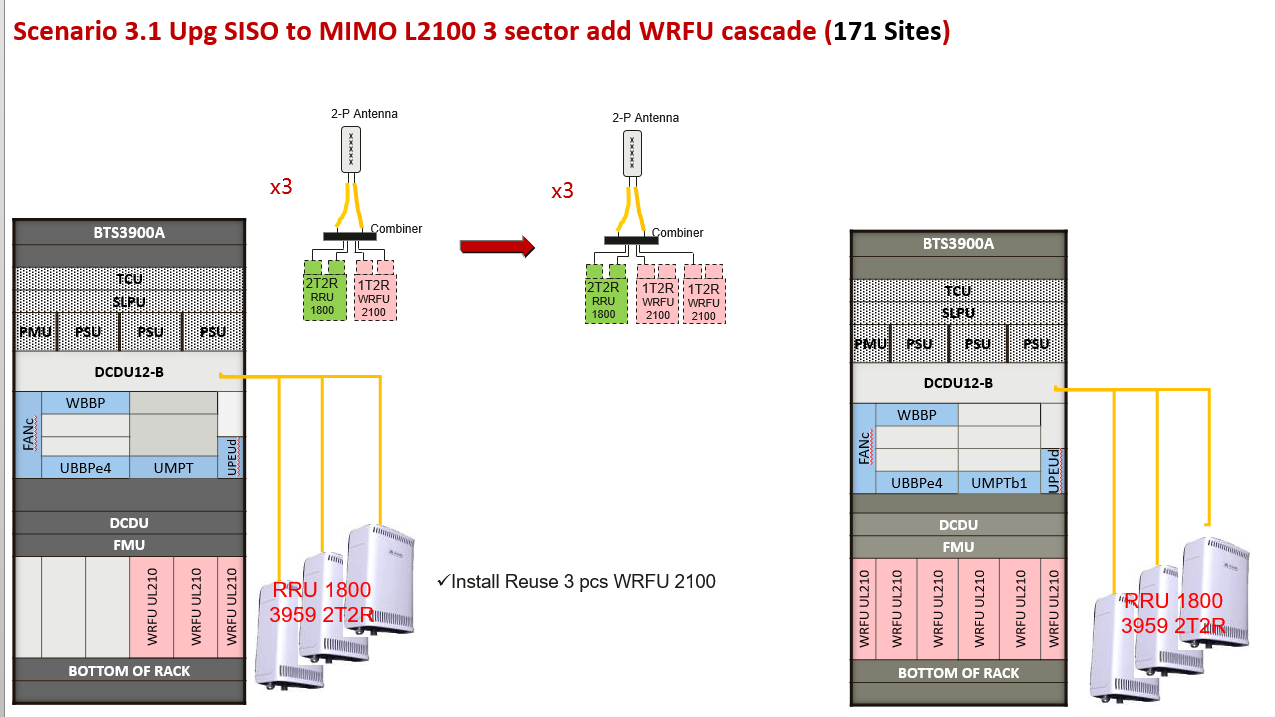 Scenario 3.1 Upg SISO to MIMO L2100 3 sector add WRFU cascade (171 Sites)
2-P Antenna
x3
Combiner
2T2R
RRU
1800
1T2R
WRFU
2100
2-P Antenna
x3
Combiner
2T2R
RRU
1800
1T2R
WRFU
2100
1T2R
WRFU
2100
BTS3900A
TCU
SLPU
PMU PSU PSU PSU
DCDU12-B
FANc
WBBP
UBBPe4 UMPT
UPEUd
DCDU
FMU
WRFU UL210
WRFU UL210
WRFU UL210
BOTTOM OF RACK
RRU 1800
3959 2T2R
✓Install Reuse 3 pcs WRFU 2100
BTS3900A
TCU
SLPU
PMU PSU PSU PSU
DCDU12-B
FANc
WBBP
UBBPe4 UMPTb1
UPEUd
DCDU
FMU
WRFU UL210
WRFU UL210
WRFU UL210
WRFU UL210
WRFU UL210
WRFU UL210
BOTTOM OF RACK
RRU 1800
3959 2T2R